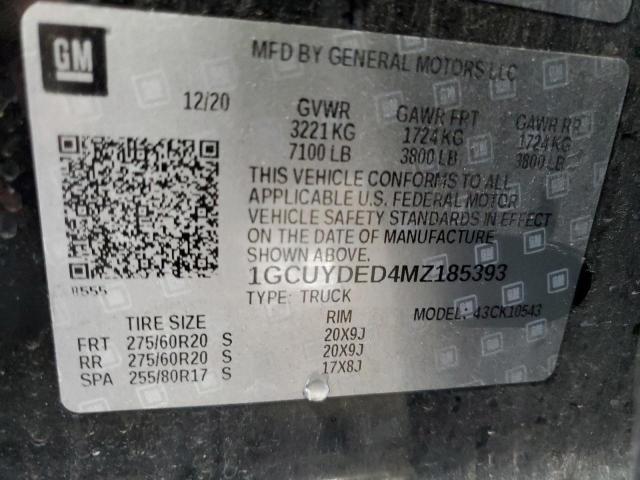 GM
MFD BY GENERAL MOTORS LLC
12/20 GVWR GAWR FRT GAWR RR
3221 KG 1724 KG 1724 KG
7100 LB 3800 LB 3800 LB
THIS VEHICLE CONFORMS TO ALL
APPLICABLE U.S. FEDERAL MOTOR
VEHICLE SAFETY STANDARDS IN EFFECT
ON THE DATE OF MANUFACTURE
SHOWN ABOVE.
1GCUYDED4MZ185393
TYPE: TRUCK MODEL: 43CK10543
TIRE SIZE RIM
FRT 275/60R20 S 20X9J
RR 275/60R20 S 20X9J
SPA 255/80R17 S 17X8J